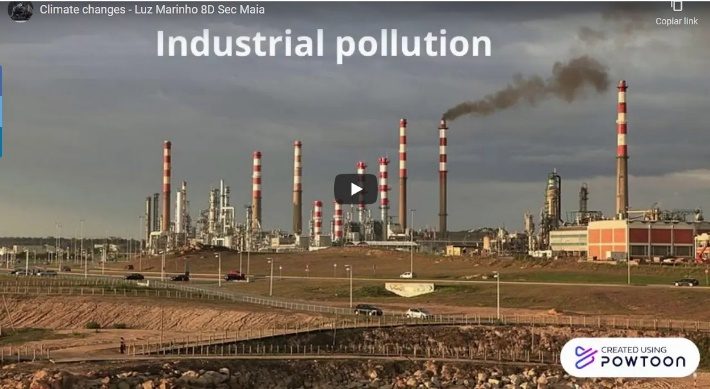 Climate changes - Luz Marinho 8D Sec Maia
Copiar link
Industrial pollution
CREATED USING
POWTOON